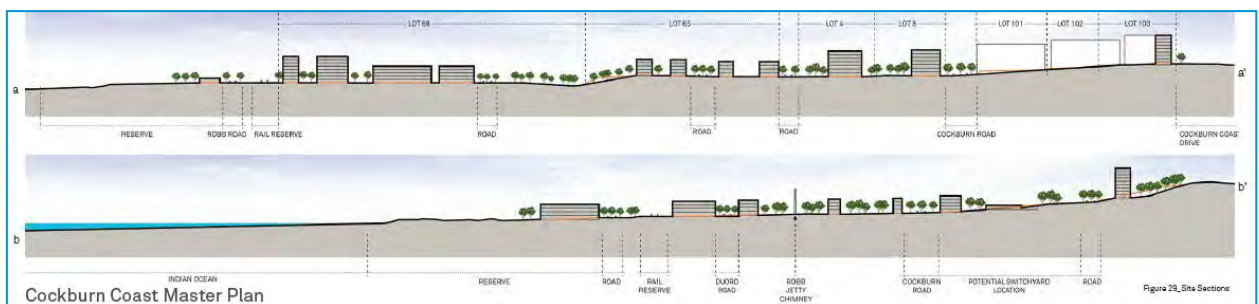 LOT 66 LOT 65 LOT 4 LOT 8 LOT 101 LOT 102 LOT 103
a a'
RESERVE ROBB ROAD RAIL RESERVE ROAD ROAD ROAD COCKBURN ROAD COCKBURN COAST
DRIVE
b b'
INDIAN OCEAN RESERVE ROAD RAIL
RESERVE DUORO
ROAD ROBB
JETTY
CHIMNEY COCKBURN
ROAD POTENTIAL SWITCHYARD
LOCATION ROAD
Cockburn Coast Master Plan
Figure 29_Site Sections